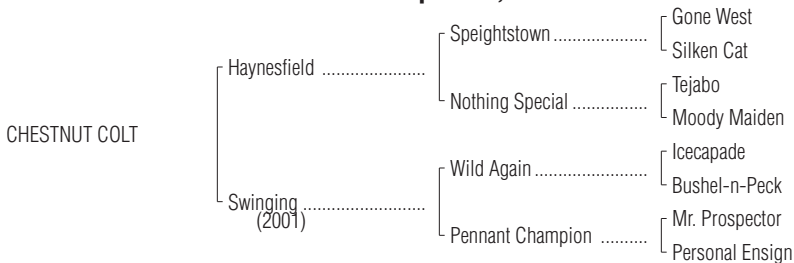 Gone West
Speightstown ....................
Silken Cat
Haynesfield ......................
Tejabo
Nothing Special ................
Moody Maiden
CHESTNUT COLT
Icecapade
Wild Again ........................
Bushel-n-Peck
Swinging ..........................
(2001)
Mr. Prospector
Pennant Champion ..........
Personal Ensign